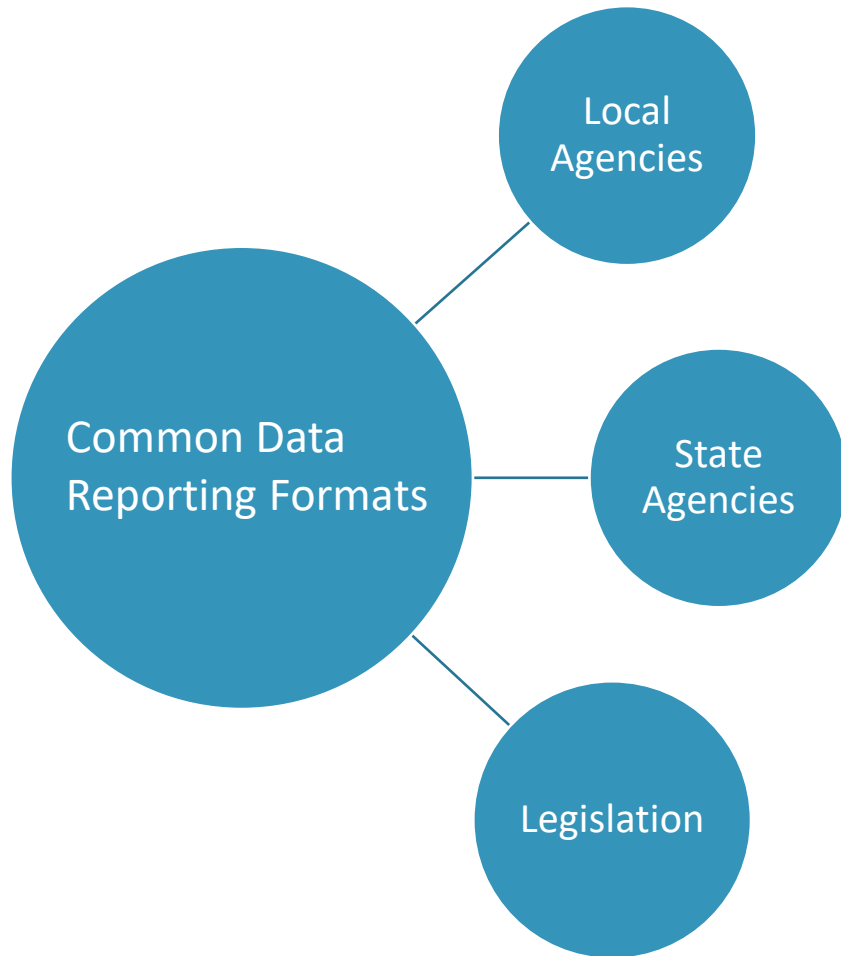 Local
Agencies
Common Data
Reporting Formats
State
Agencies
Legislation